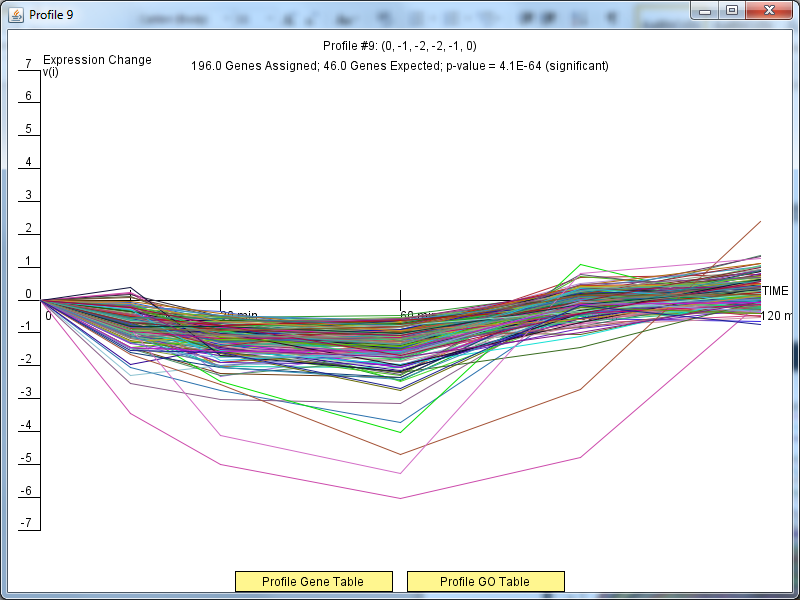 Profile 9
Profile #9: (0, -1, -2, -2, -1, 0)
196.0 Genes Assigned; 46.0 Genes Expected; p-value = 4.1E-64 (significant)
Expression Change
v(i)
7
6
5
4
3
2
1
0
-1
-2
-3
-4
-5
-6
-7
TIME
0
min
60 mi
120 m
Profile Gene Table
Profile GO Table